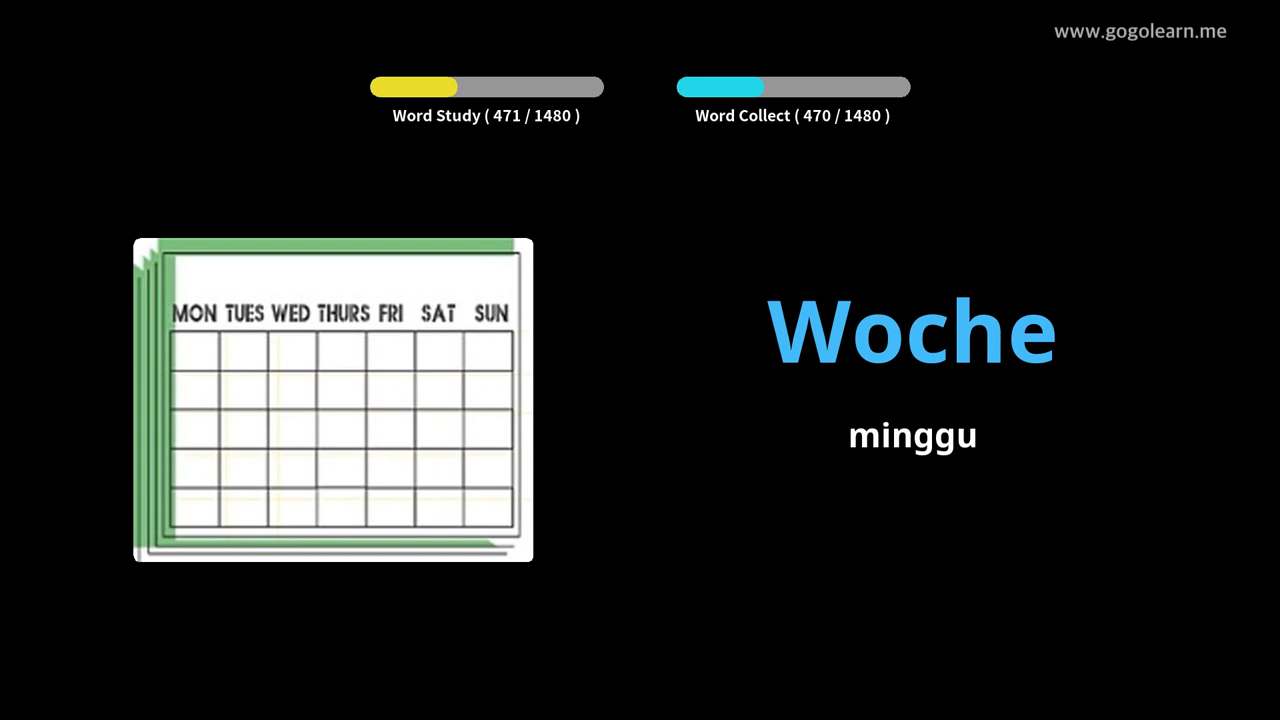 www.gogolearn.me
Word Study ( 471 / 1480 )
Word Collect ( 470 / 1480 )
MON TUES WED THURS FRI SAT SUN
Woche
minggu